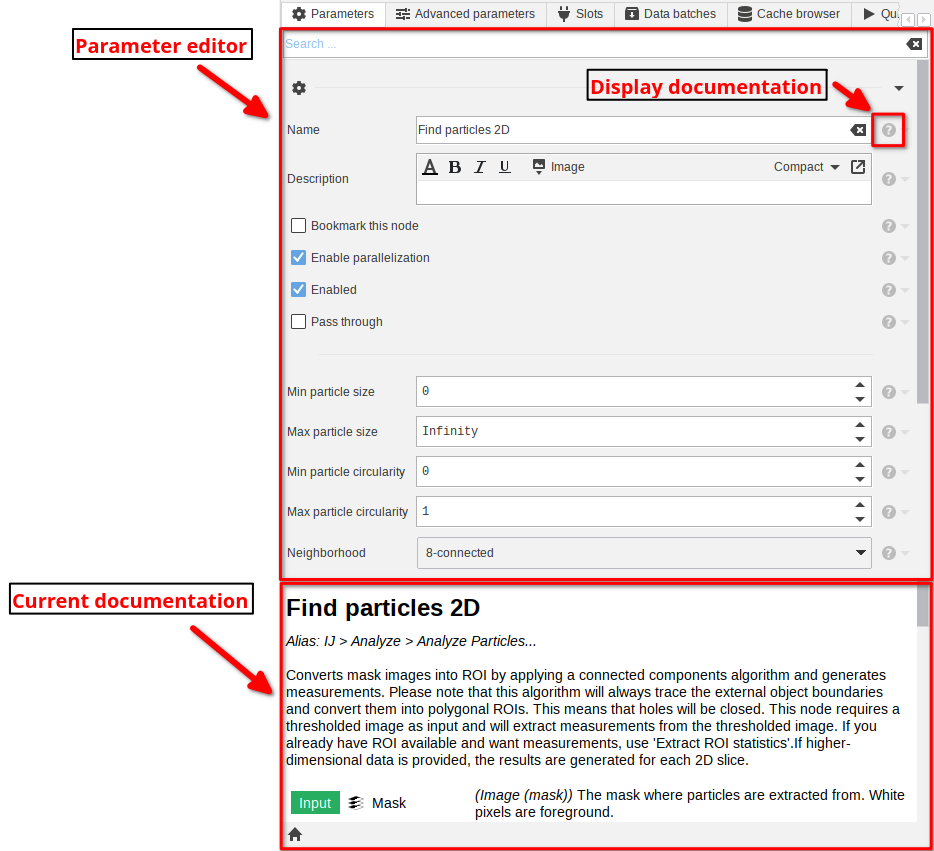 Parameters Advanced parameters Slots Data batches Cache browser
Parameter editor
Search ...
Display documentation
Name Find particles 2D
Description A B I U Image Compact
Bookmark this node
Enable parallelization
Enabled
Pass through
Min particle size 0
Max particle size Infinity
Min particle circularity 0
Max particle circularity 1
Neighborhood 8-connected
Current documentation
Find particles 2D
Alias: IJ > Analyze > Analyze Particles...
Converts mask images into ROI by applying a connected components algorithm and generates
measurements. Please note that this algorithm will always trace the external object boundaries
and convert them into polygonal ROIs. This means that holes will be closed. This node requires a
thresholded image as input and will extract measurements from the thresholded image. If you
already have ROI available and want measurements, use 'Extract ROI statistics'.If higher-
dimensional data is provided, the results are generated for each 2D slice.
Input Mask (Image (mask)) The mask where particles are extracted from. White
pixels are foreground.